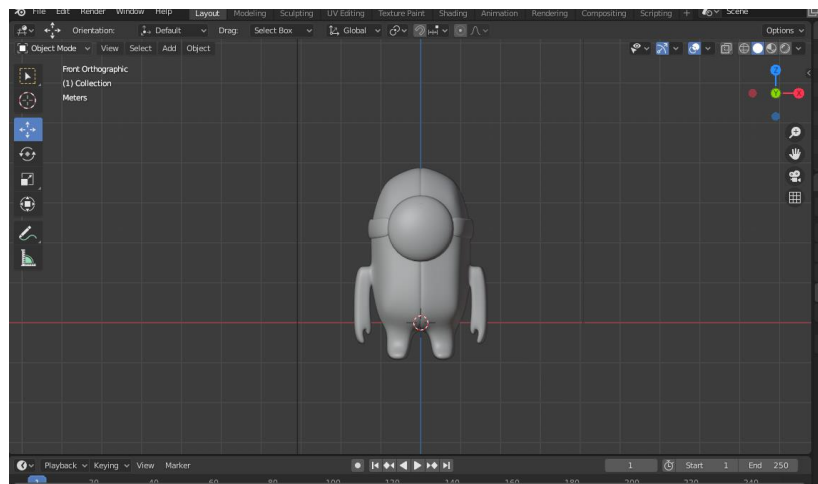 File Edit Render Window Help Layout Modeling Sculpting UV Editing Texture Paint Shading Animation Rendering Compositing Scripting + Scene
Orientation: Default Drag: Select Box Global Options
Object Mode View Select Add Object
Front Orthographic
(1) Collection
Meters
Z
Y X
Playback Keying View Marker 1 Start 1 End 250
1 20 40 60 80 100 120 140 160 180 200 220 240